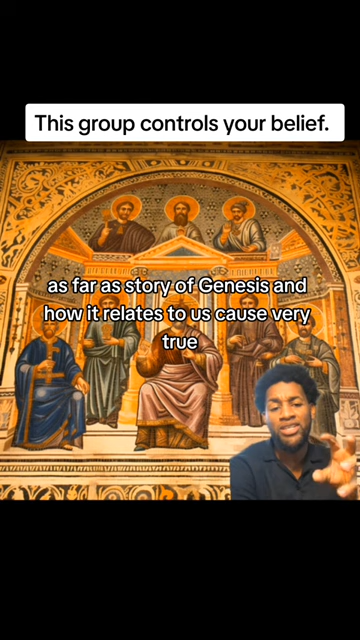 This group controls your belief.
as far as story of Genesis and
how it relates to us cause very
true